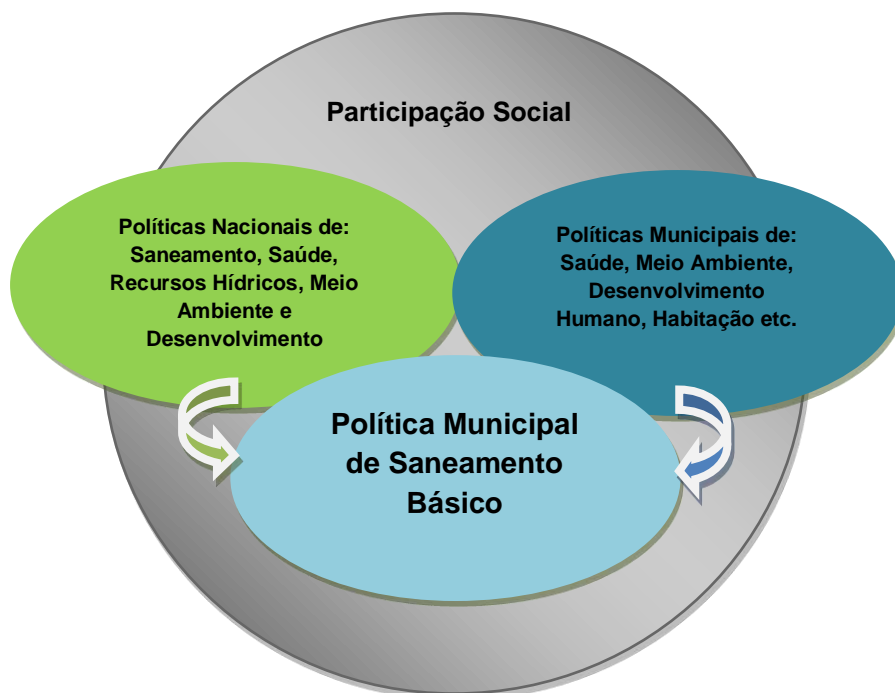 Participação Social
Políticas Nacionais de:
Saneamento, Saúde,
Recursos Hídricos, Meio
Ambiente e
Desenvolvimento
Políticas Municipais de:
Saúde, Meio Ambiente,
Desenvolvimento
Humano, Habitação etc.
Política Municipal
de Saneamento
Básico